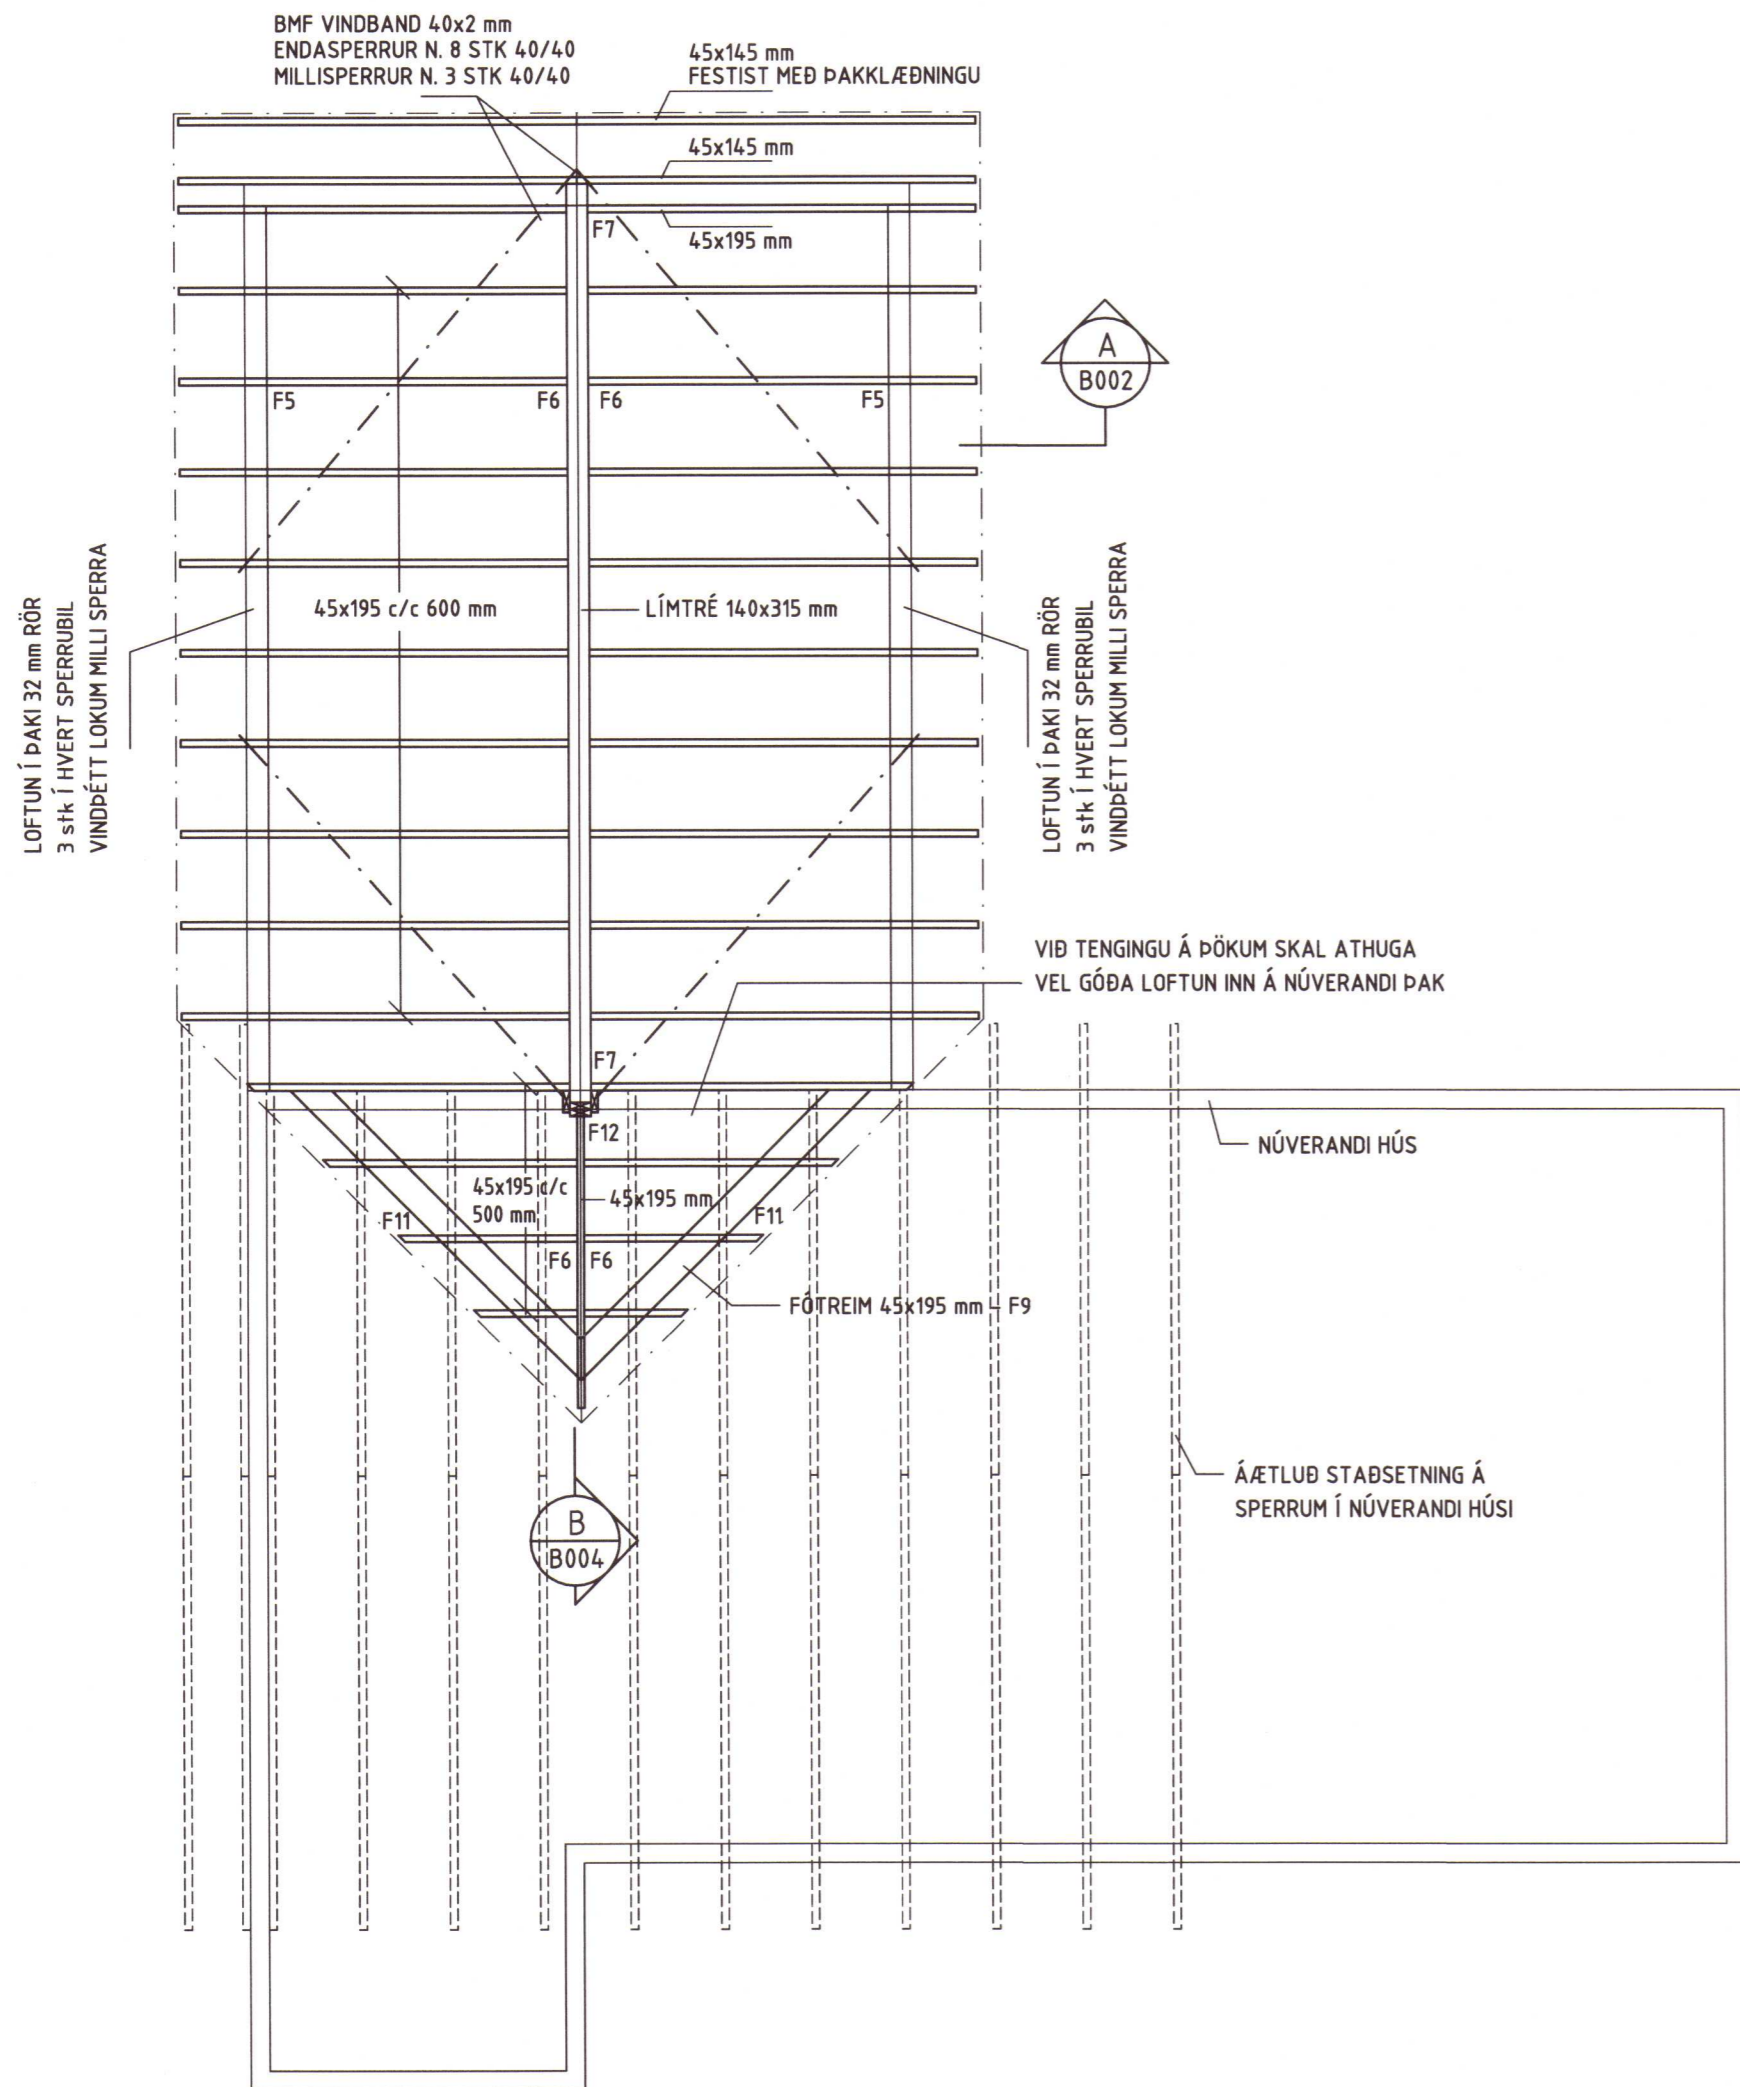 BMF VINDBAND 40x2 mm
ENDASPERRUR N. 8 STK 40/40
MILLISPERRUR N. 3 STK 40/40
45x145 mm
FESTIST MEÐ ÞAKKLÆÐNINGU
45x145 mm
F7
45x195 mm
A
B002
F5
F6
F6
F5
45x195 c/c 600 mm
LÍMTRÉ 140x315 mm
LOFTUN Í ÞAKI 32 mm RÖR
3 stk Í HVERT SPERRUBIL
VINDÞÉTT LOKUM MILLI SPERRA
LOFTUN Í ÞAKI 32 mm RÖR
3 stk Í HVERT SPERRUBIL
VINDÞÉTT LOKUM MILLI SPERRA
VIÐ TENGINGU Á ÞÖKUM SKAL ATHUGA
VEL GÓÐA LOFTUN INN Á NÚVERANDI ÞAK
F7
F12
NÚVERANDI HÚS
45x195 c/c
500 mm
45x195 mm
F11
F11
F6
F6
FÓTREIM 45x195 mm - F9
ÁÆTLUÐ STAÐSETNING Á
SPERRUM Í NÚVERANDI HÚSI
B
B004